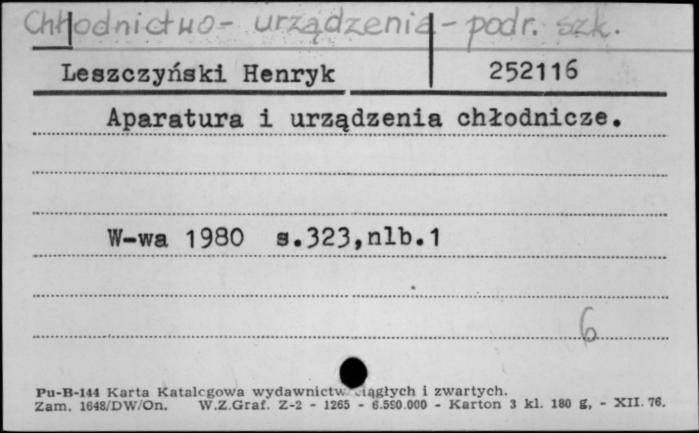 Chłodnictwo - urządzenia - podr. szk.
Leszczyński Henryk 252116
Aparatura i urządzenia chłodnicze.
W-wa 1980 s.323,nlb.1
6
Pu-B-144 Karta Katalogowa wydawnictw ciągłych i zwartych.
Zam. 1648/DW/On. W.Z.Graf. Z-2 - 1265 - 6.590.000 - Karton 3 kl. 180 g, - XII. 76.